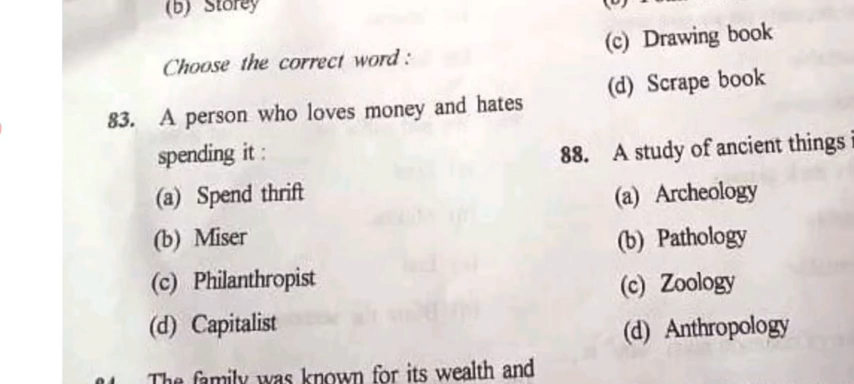 (b) Storey
Choose the correct word :
83. A person who loves money and hates
spending it :
(a) Spend thrift
(b) Miser
(c) Philanthropist
(d) Capitalist
The family was known for its wealth and
(c) Drawing book
(d) Scrape book
88. A study of ancient things
(a) Archeology
(b) Pathology
(c) Zoology
(d) Anthropology